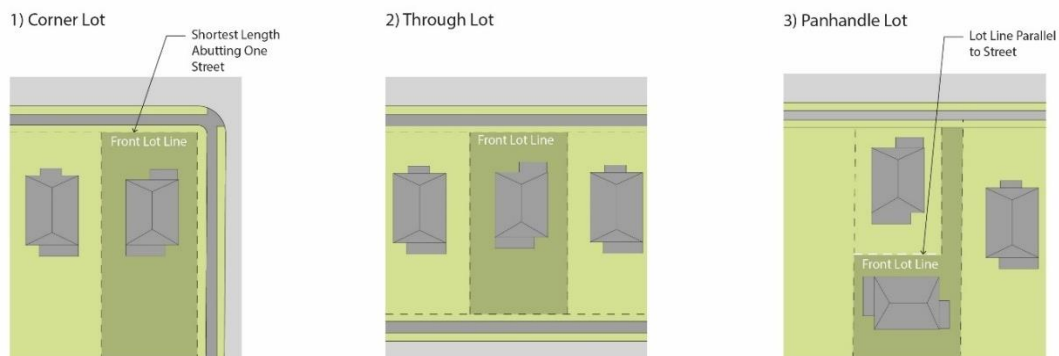 1) Corner Lot
Shortest Length
Abutting One
Street
Front Lot Line
2) Through Lot
Front Lot Line
3) Panhandle Lot
Lot Line Parallel
to Street
Front Lot Line